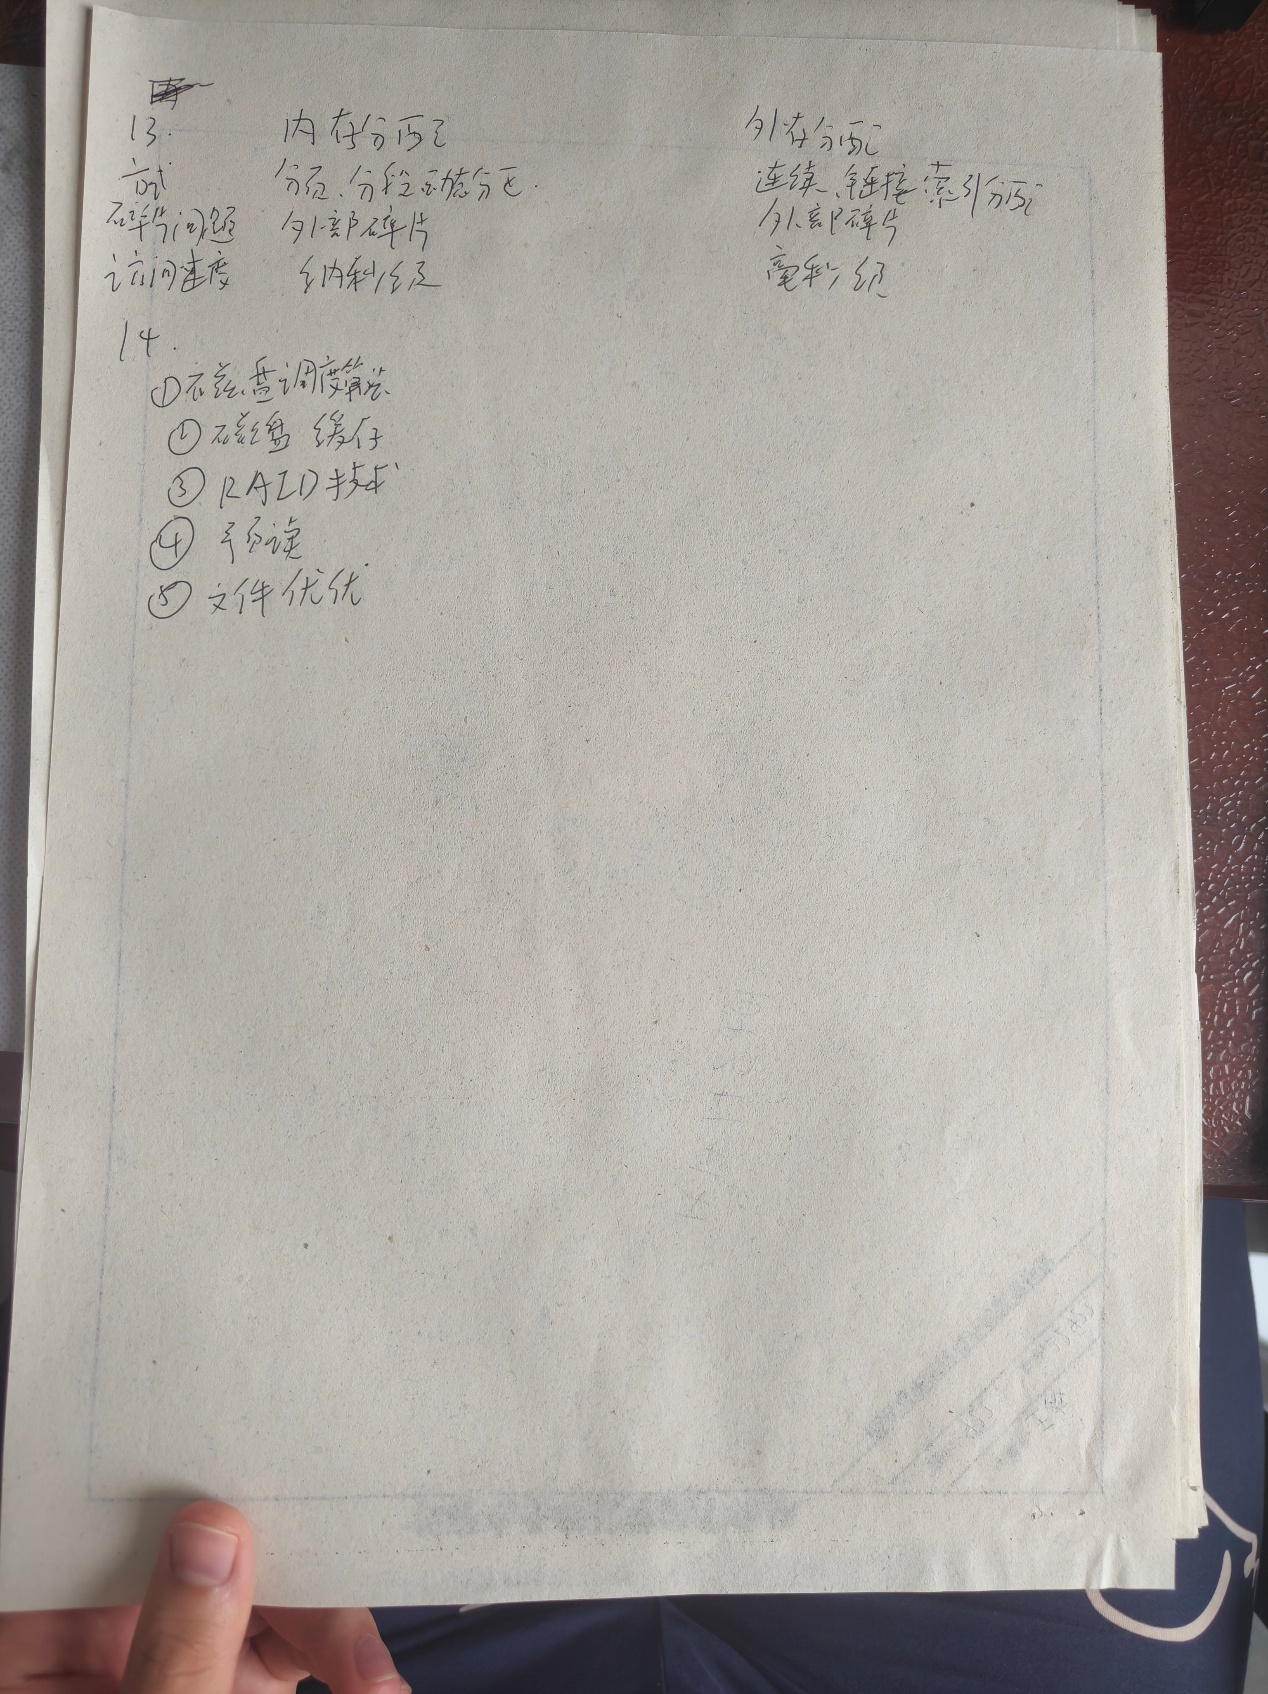 13. 内存分配 外存分配
方式 分页、分段、动态分区. 连续、链接、索引分配
碎片问题 外部碎片 外部碎片
访问速度 纳秒级 毫秒级
14.
①磁盘调度算法
②磁盘缓存
③RAID技术
④预读
⑤文件优优